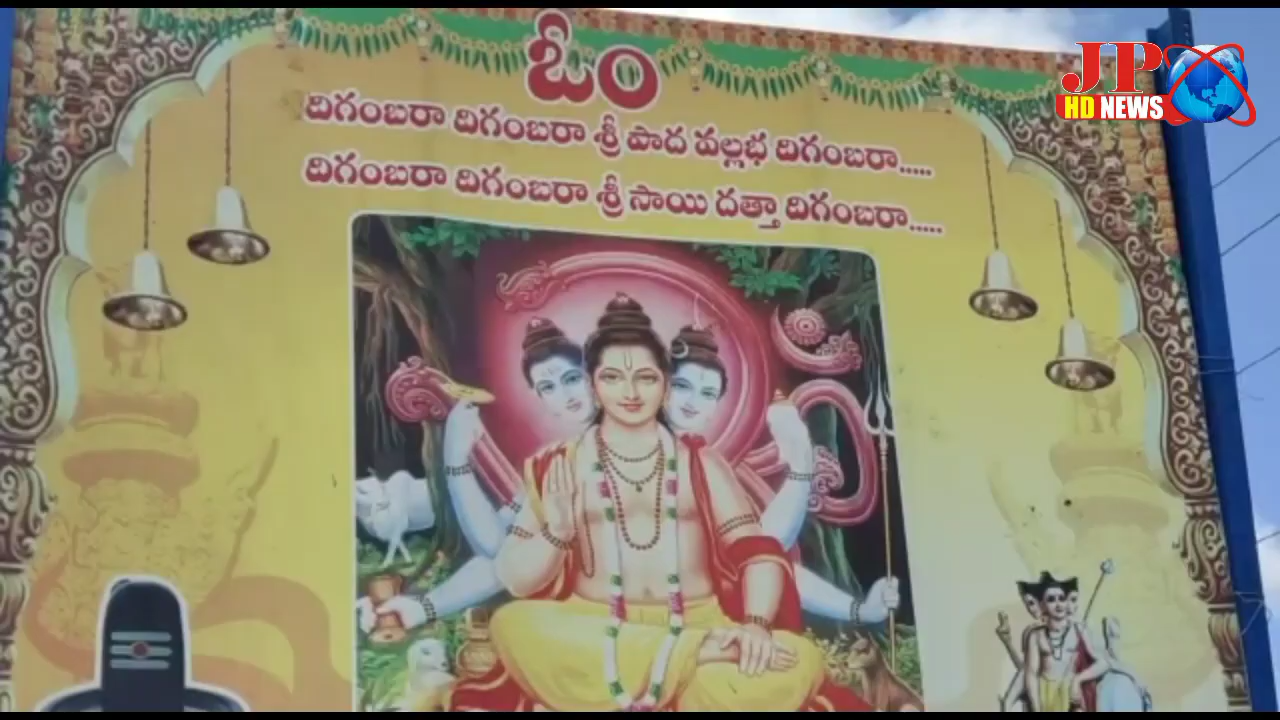 ఓం
దిగంబరా దిగంబరా శ్రీ పాద వల్లభ దిగంబరా.....
దిగంబరా దిగంబరా శ్రీ సాయి దత్తా దిగంబరా.....
JP
HD NEWS